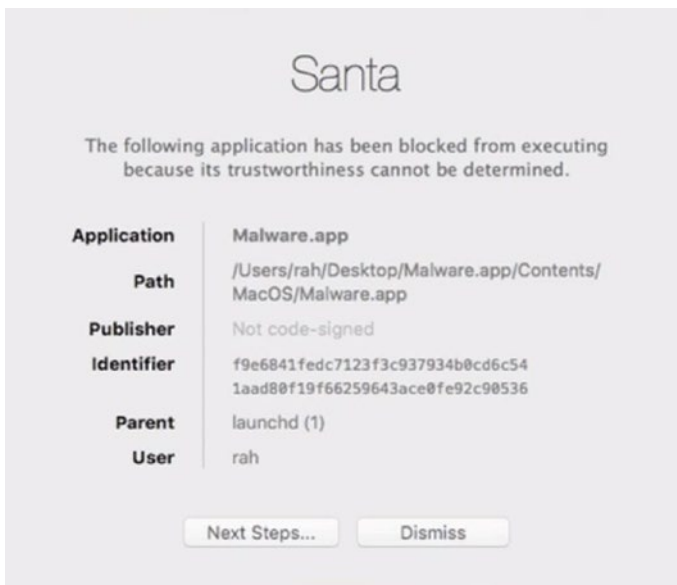 Santa
The following application has been blocked from executing
because its trustworthiness cannot be determined.
Application Malware.app
Path /Users/rah/Desktop/Malware.app/Contents/
MacOS/Malware.app
Publisher Not code-signed
Identifier f9e6841fedc7123f3c937934b0cd6c54
1aad80f19f66259643ace0fe92c90536
Parent launchd (1)
User rah
Next Steps... Dismiss